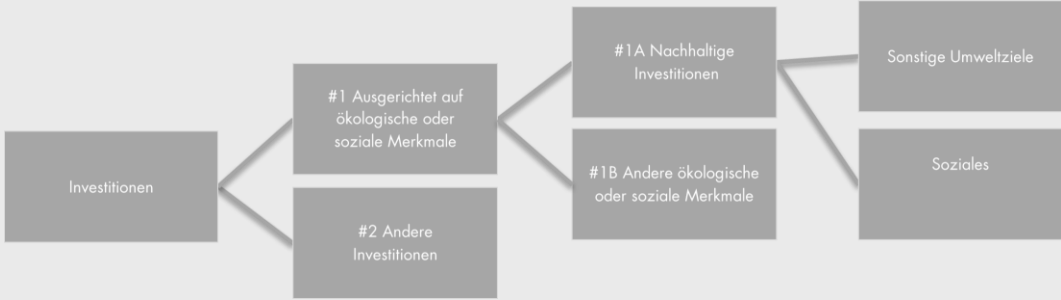 Investitionen
#1 Ausgerichtet auf
ökologische oder
soziale Merkmale
#2 Andere
Investitionen
#1A Nachhaltige
Investitionen
#1B Andere ökologische
oder soziale Merkmale
Sonstige Umweltziele
Soziales